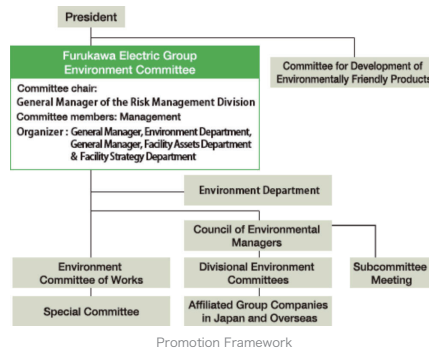 President
Furukawa Electric Group
Environment Committee
Committee chair:
General Manager of the Risk Management Division
Committee members: Management
Organizer : General Manager, Environment Department,
General Manager, Facility Assets Department
& Facility Strategy Department
Committee for Development of
Environmentally Friendly Products
Environment Department
Council of Environmental
Managers
Environment
Committee of Works
Divisional Environment
Committees
Subcommittee
Meeting
Special Committee
Affiliated Group Companies
in Japan and Overseas
Promotion Framework